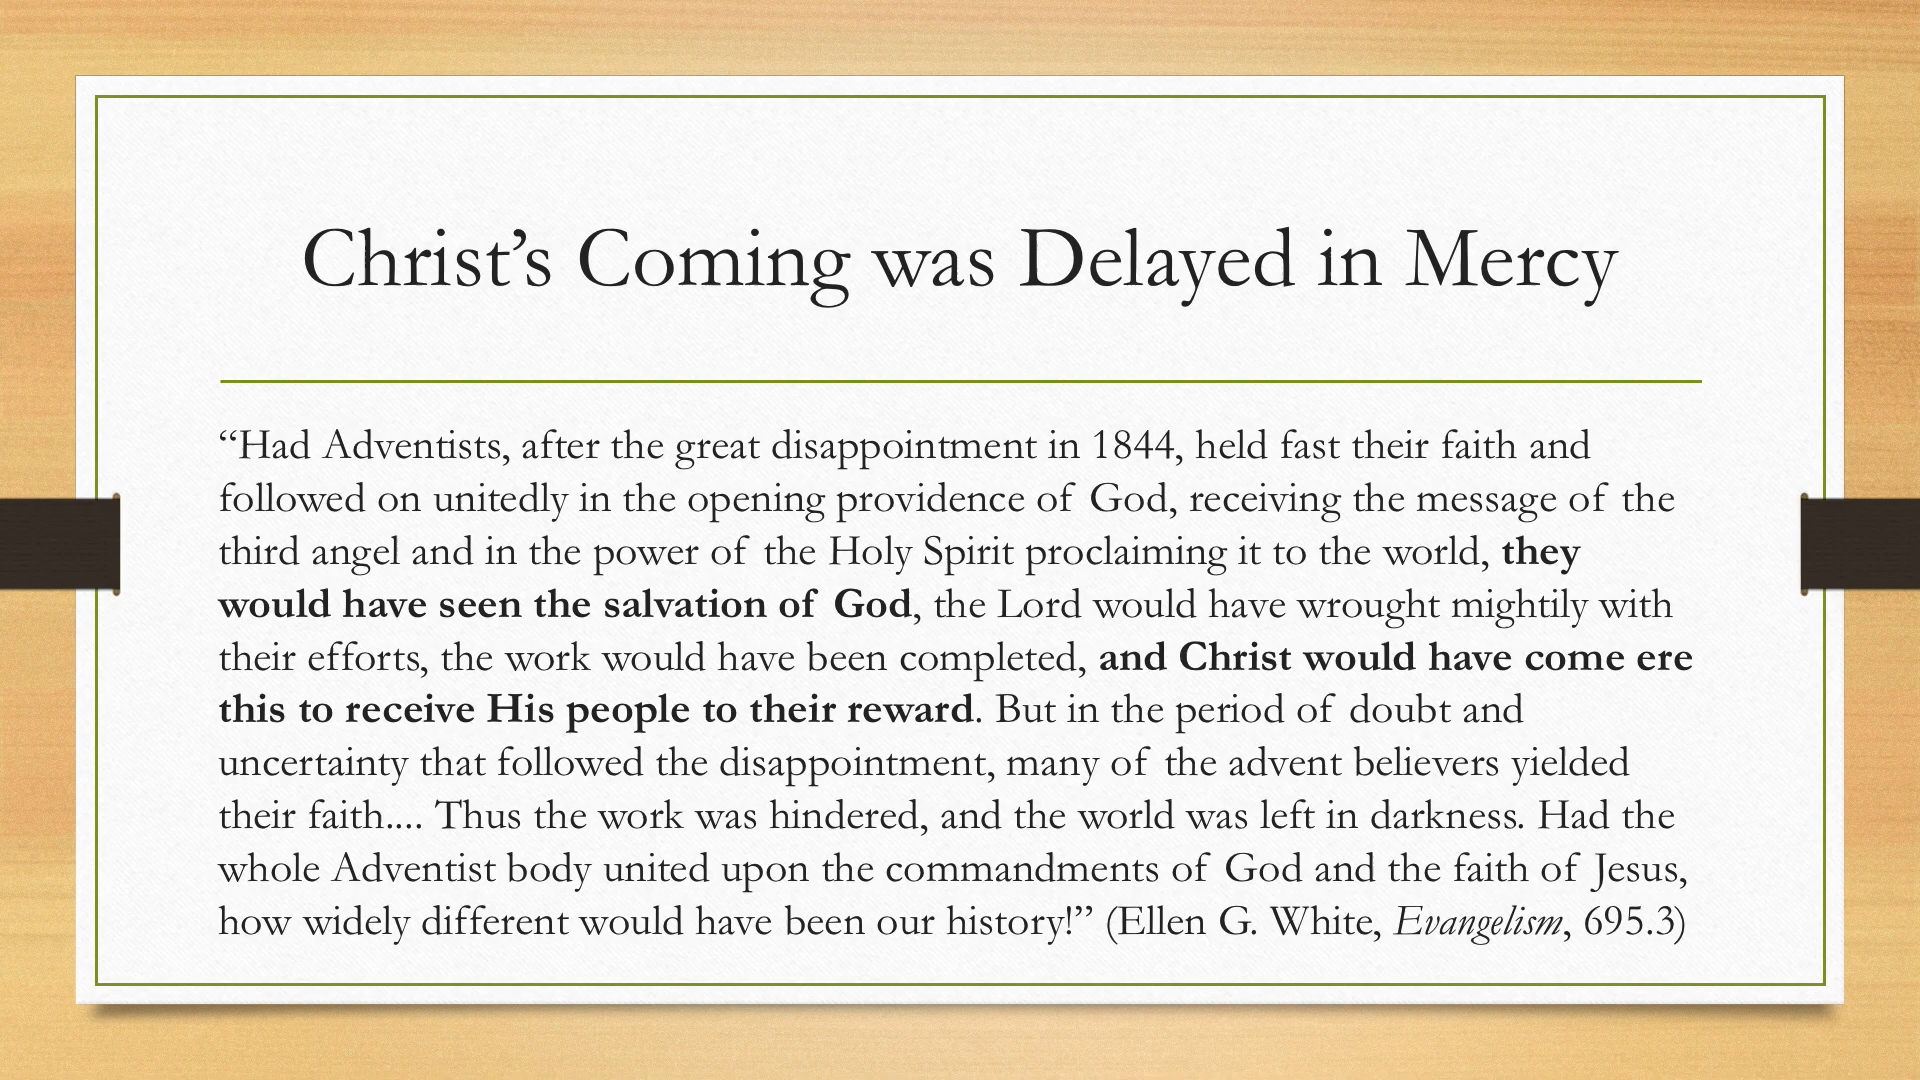 Christ’s Coming was Delayed in Mercy
“Had Adventists, after the great disappointment in 1844, held fast their faith and
followed on unitedly in the opening providence of God, receiving the message of the
third angel and in the power of the Holy Spirit proclaiming it to the world, they
would have seen the salvation of God, the Lord would have wrought mightily with
their efforts, the work would have been completed, and Christ would have come ere
this to receive His people to their reward. But in the period of doubt and
uncertainty that followed the disappointment, many of the advent believers yielded
their faith.... Thus the work was hindered, and the world was left in darkness. Had the
whole Adventist body united upon the commandments of God and the faith of Jesus,
how widely different would have been our history!” (Ellen G. White, Evangelism, 695.3)